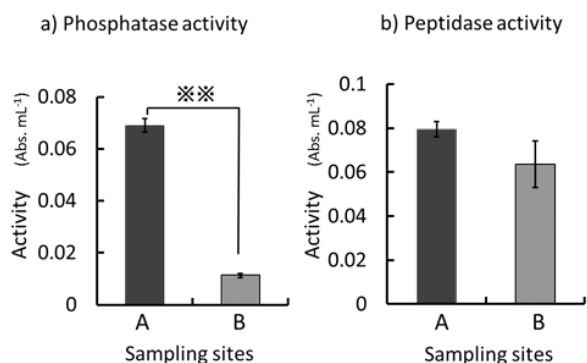 a) Phosphatase activity
※※
0.08
0.06
0.04
0.02
0
Activity (Abs. mL⁻¹)
A B
Sampling sites
b) Peptidase activity
0.1
0.08
0.06
0.04
0.02
0
Activity (Abs. mL⁻¹)
A B
Sampling sites